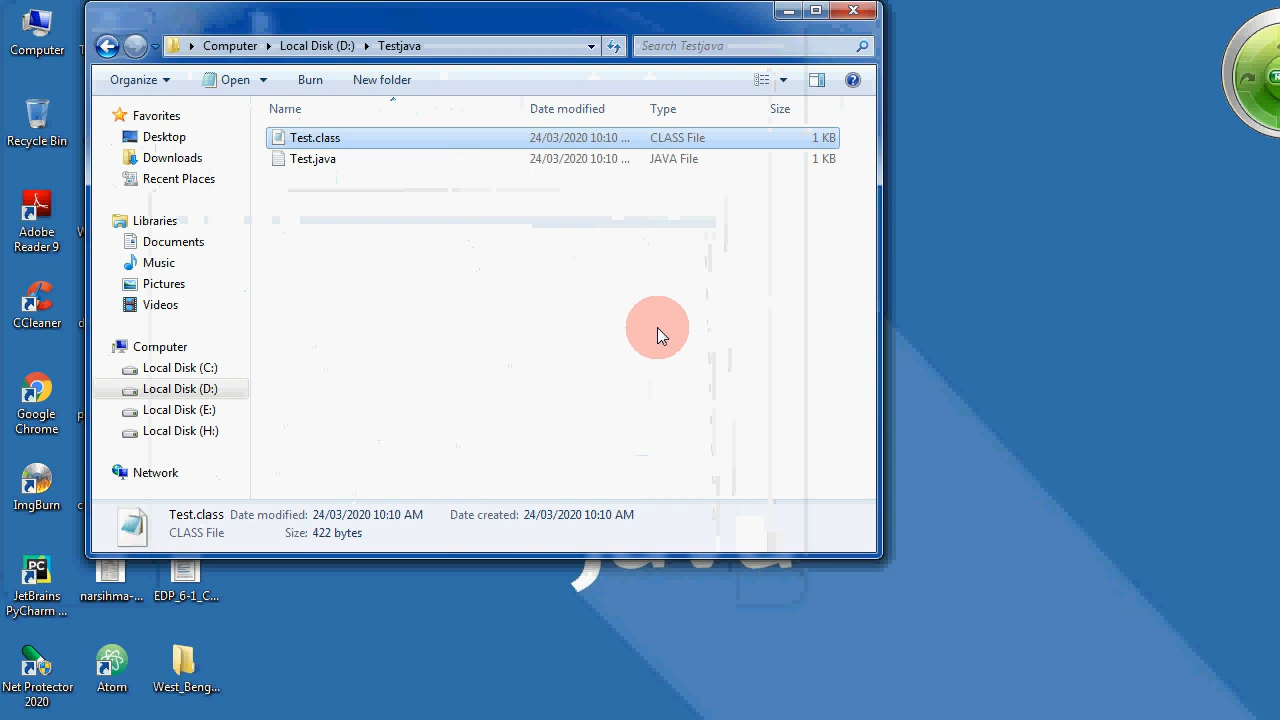 Computer
Recycle Bin
Adobe
Reader 9
CCleaner
Google
Chrome
ImgBurn
JetBrains
PyCharm ...
narsihma-...
EDP_6-1_C...
Net Protector
2020
Atom
West_Beng...
Computer
Local Disk (D:)
Testjava
Search Testjava
Organize
Open
Burn
New folder
Favorites
Desktop
Downloads
Recent Places
Libraries
Documents
Music
Pictures
Videos
Computer
Local Disk (C:)
Local Disk (D:)
Local Disk (E:)
Local Disk (H:)
Network
Name Date modified Type Size
Test.class 24/03/2020 10:10 ... CLASS File 1 KB
Test.java 24/03/2020 10:10 ... JAVA File 1 KB
Test.class Date modified: 24/03/2020 10:10 AM Date created: 24/03/2020 10:10 AM
CLASS File Size: 422 bytes